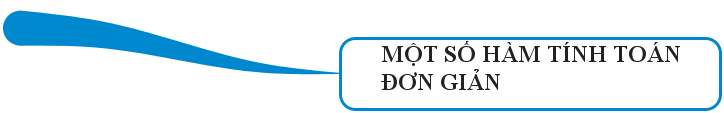 MỘT SỐ HÀM TÍNH TOÁN
ĐƠN GIẢN